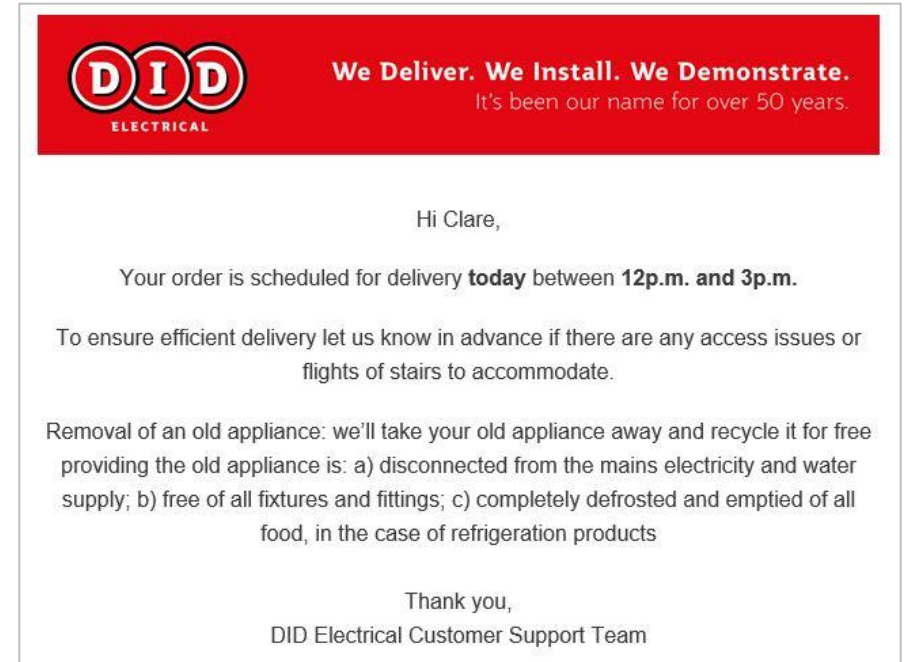 DID
ELECTRICAL
We Deliver. We Install. We Demonstrate.
It's been our name for over 50 years.
Hi Clare,
Your order is scheduled for delivery today between 12p.m. and 3p.m.
To ensure efficient delivery let us know in advance if there are any access issues or
flights of stairs to accommodate.
Removal of an old appliance: we’ll take your old appliance away and recycle it for free
providing the old appliance is: a) disconnected from the mains electricity and water
supply; b) free of all fixtures and fittings; c) completely defrosted and emptied of all
food, in the case of refrigeration products
Thank you,
DID Electrical Customer Support Team